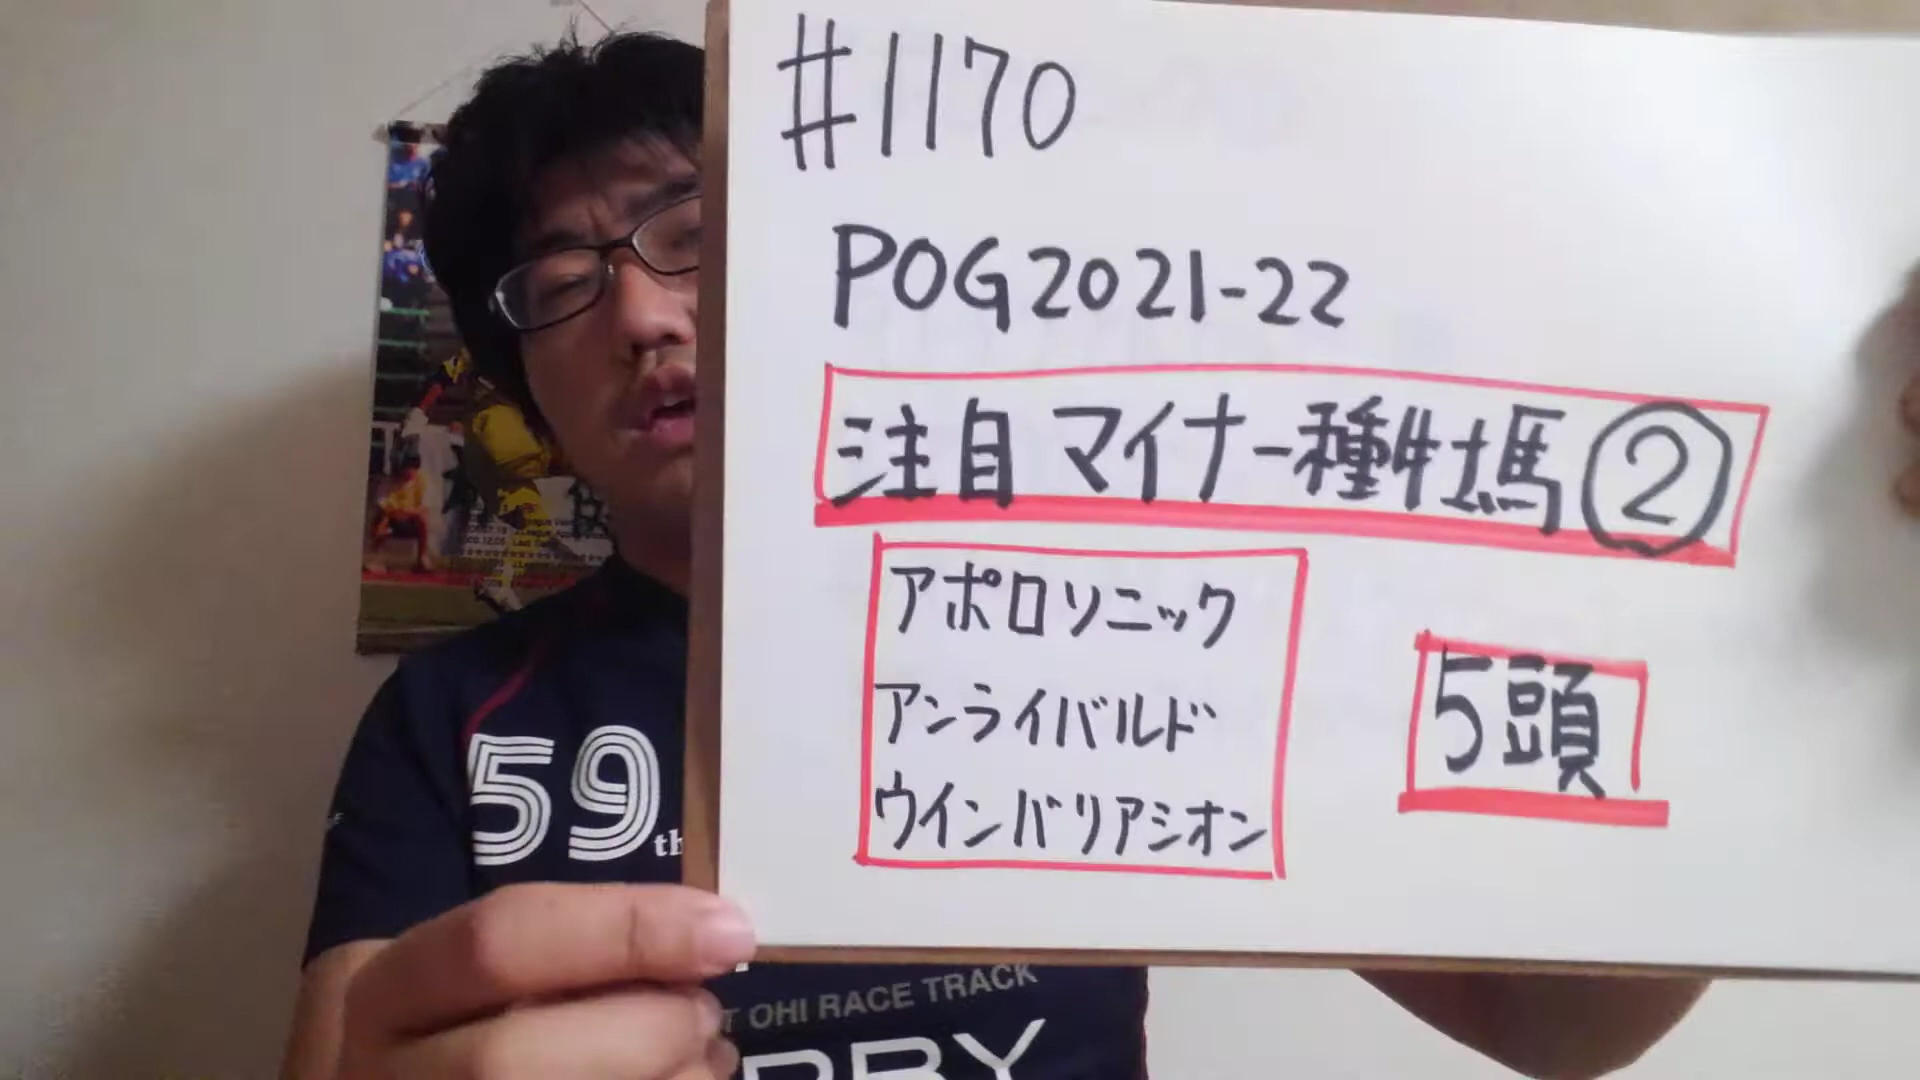 #1170
POG2021-22
注目マイナー種牡馬②
アポロソニック
アンライバルド
ウインバリアシオン
5頭
59th
T OHI RACE TRACK
RBY